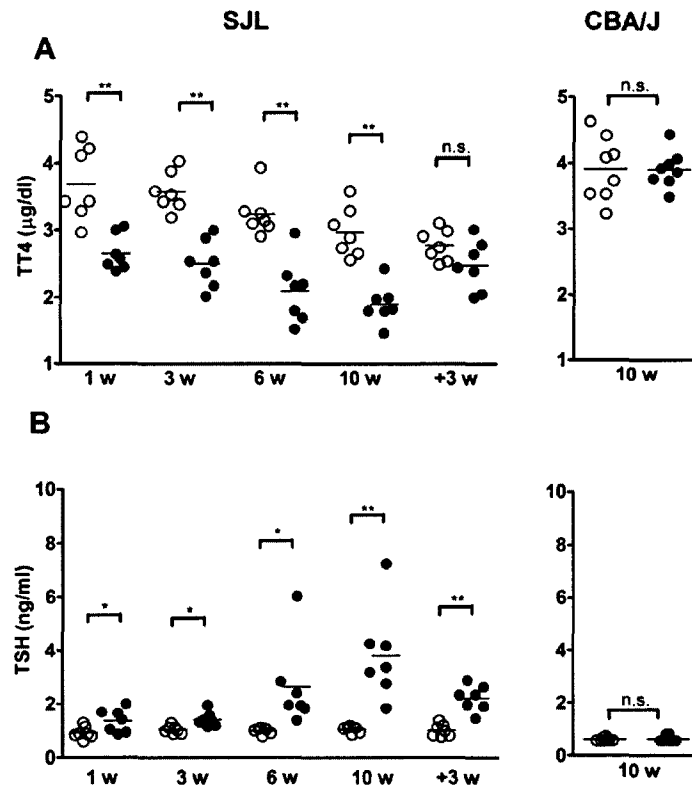 SJL CBA/J
A
** ** ** ** n.s. n.s.
5 4 3 2 1
TT4 (µg/dl)
1 w 3 w 6 w 10 w +3 w
5 4 3 2 1
10 w
B
* * * ** ** n.s.
10 8 6 4 2 0
TSH (ng/ml)
1 w 3 w 6 w 10 w +3 w
10 8 6 4 2 0
10 w